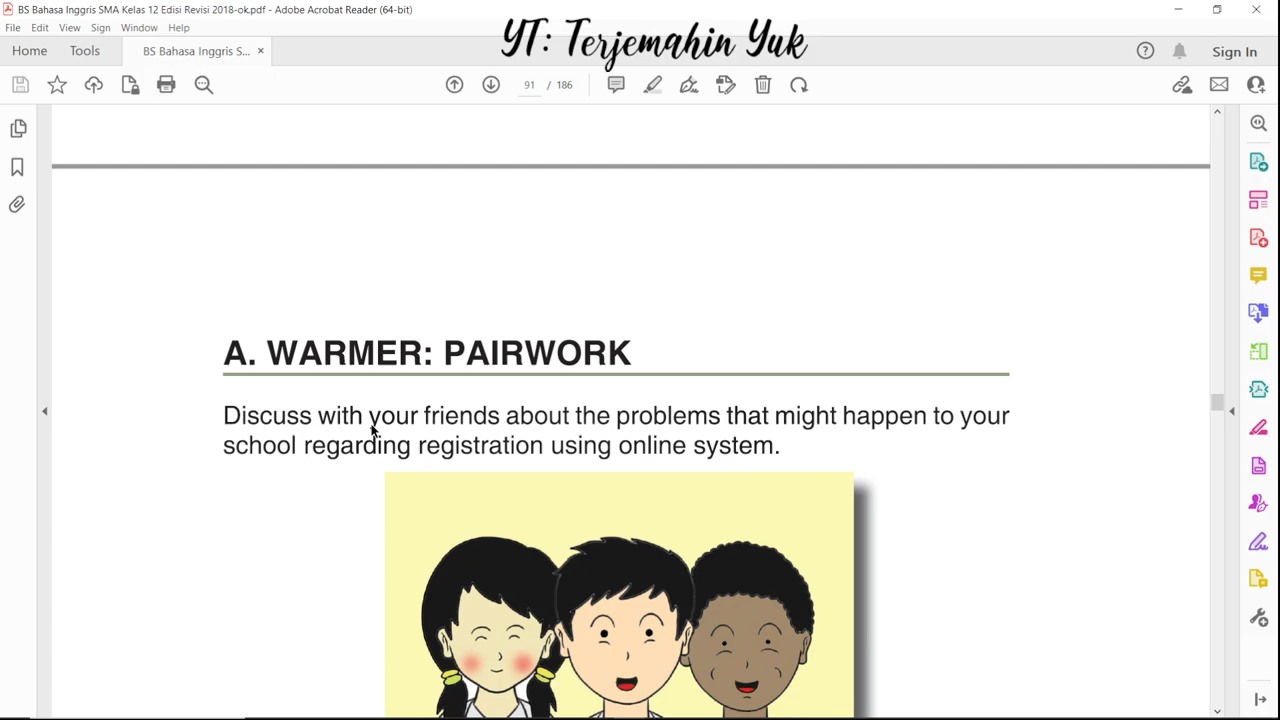 BS Bahasa Inggris SMA Kelas 12 Edisi Revisi 2018-ok.pdf - Adobe Acrobat Reader (64-bit)
File Edit View Sign Window Help
YT: Terjemahin Yuk
Home Tools BS Bahasa Inggris S... × Sign In
91 / 186
A. WARMER: PAIRWORK
Discuss with your friends about the problems that might happen to your
school regarding registration using online system.